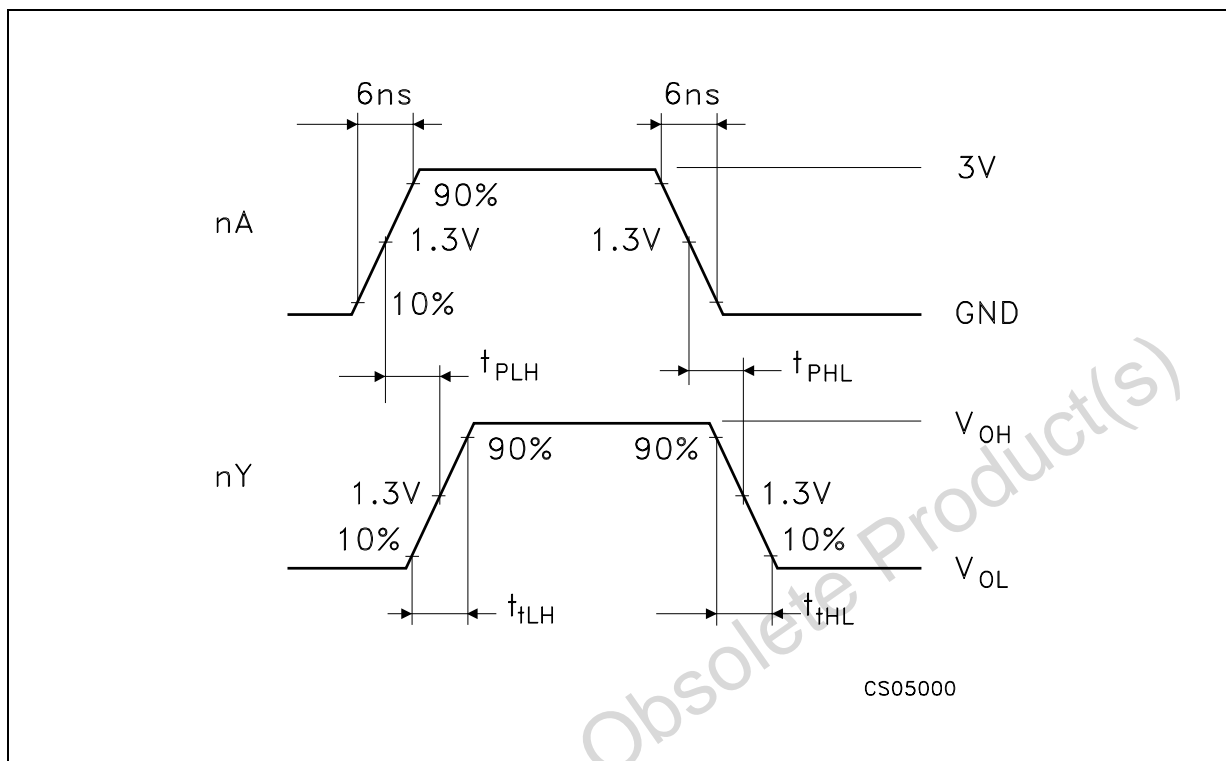 6ns 6ns
3V
90%
nA 1.3V 1.3V
10%
GND
tPLH tPHL
VOH
90% 90%
nY
1.3V 1.3V
10% 10%
VOL
ttLH ttHL
CS05000
Obsolete Product(s)